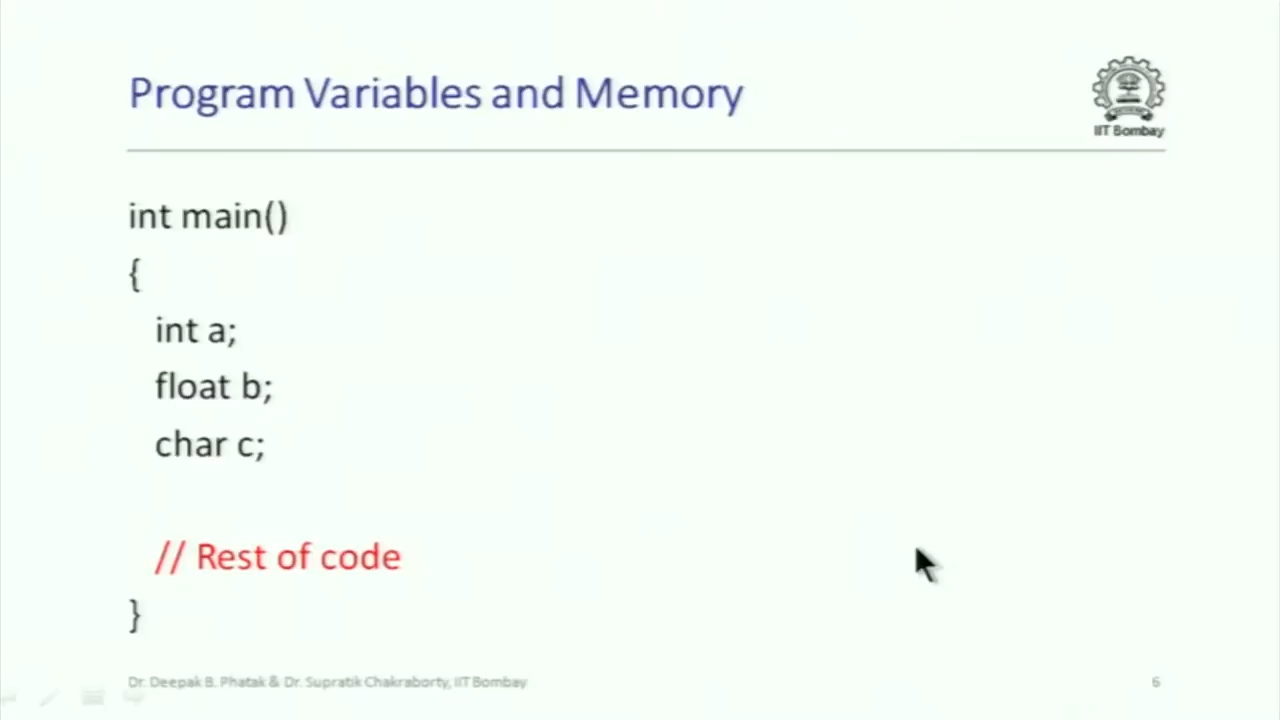 Program Variables and Memory
IIT Bombay
int main()
{
int a;
float b;
char c;
// Rest of code
}
Dr. Deepak B. Phatak & Dr. Supratik Chakraborty, IIT Bombay
6